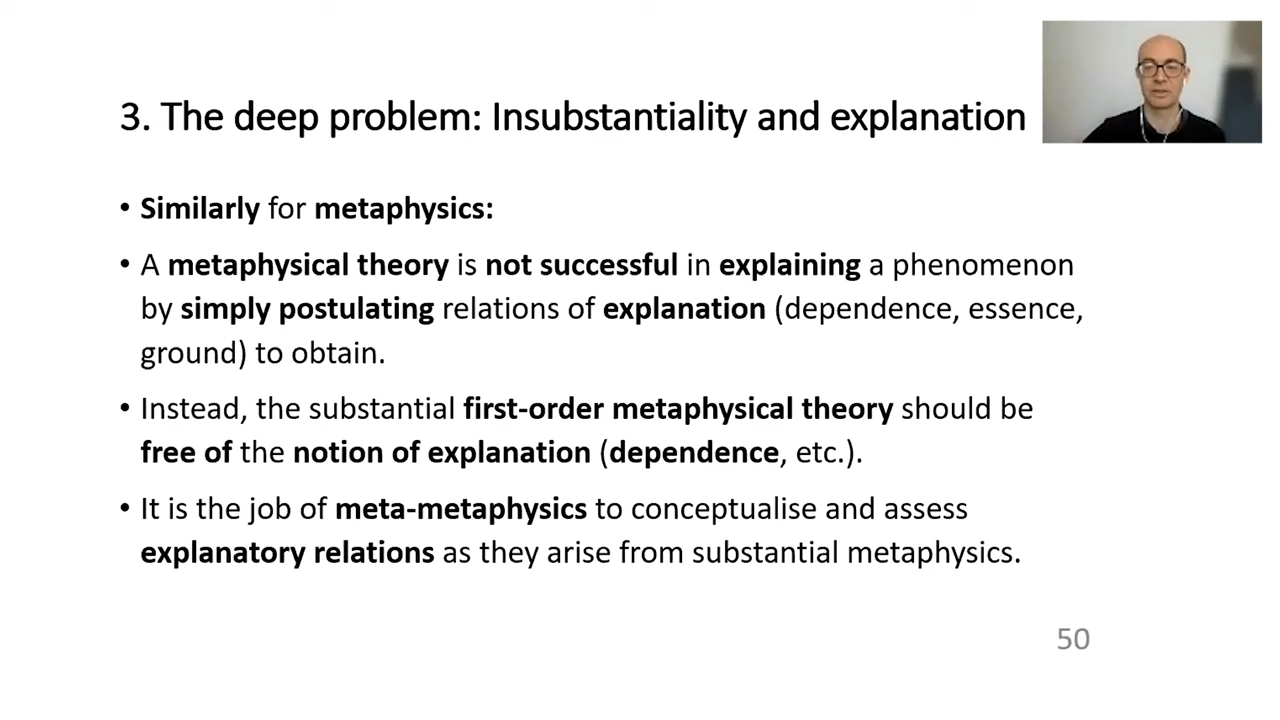 3. The deep problem: Insubstantiality and explanation
• Similarly for metaphysics:
• A metaphysical theory is not successful in explaining a phenomenon
by simply postulating relations of explanation (dependence, essence,
ground) to obtain.
• Instead, the substantial first-order metaphysical theory should be
free of the notion of explanation (dependence, etc.).
• It is the job of meta-metaphysics to conceptualise and assess
explanatory relations as they arise from substantial metaphysics.
50